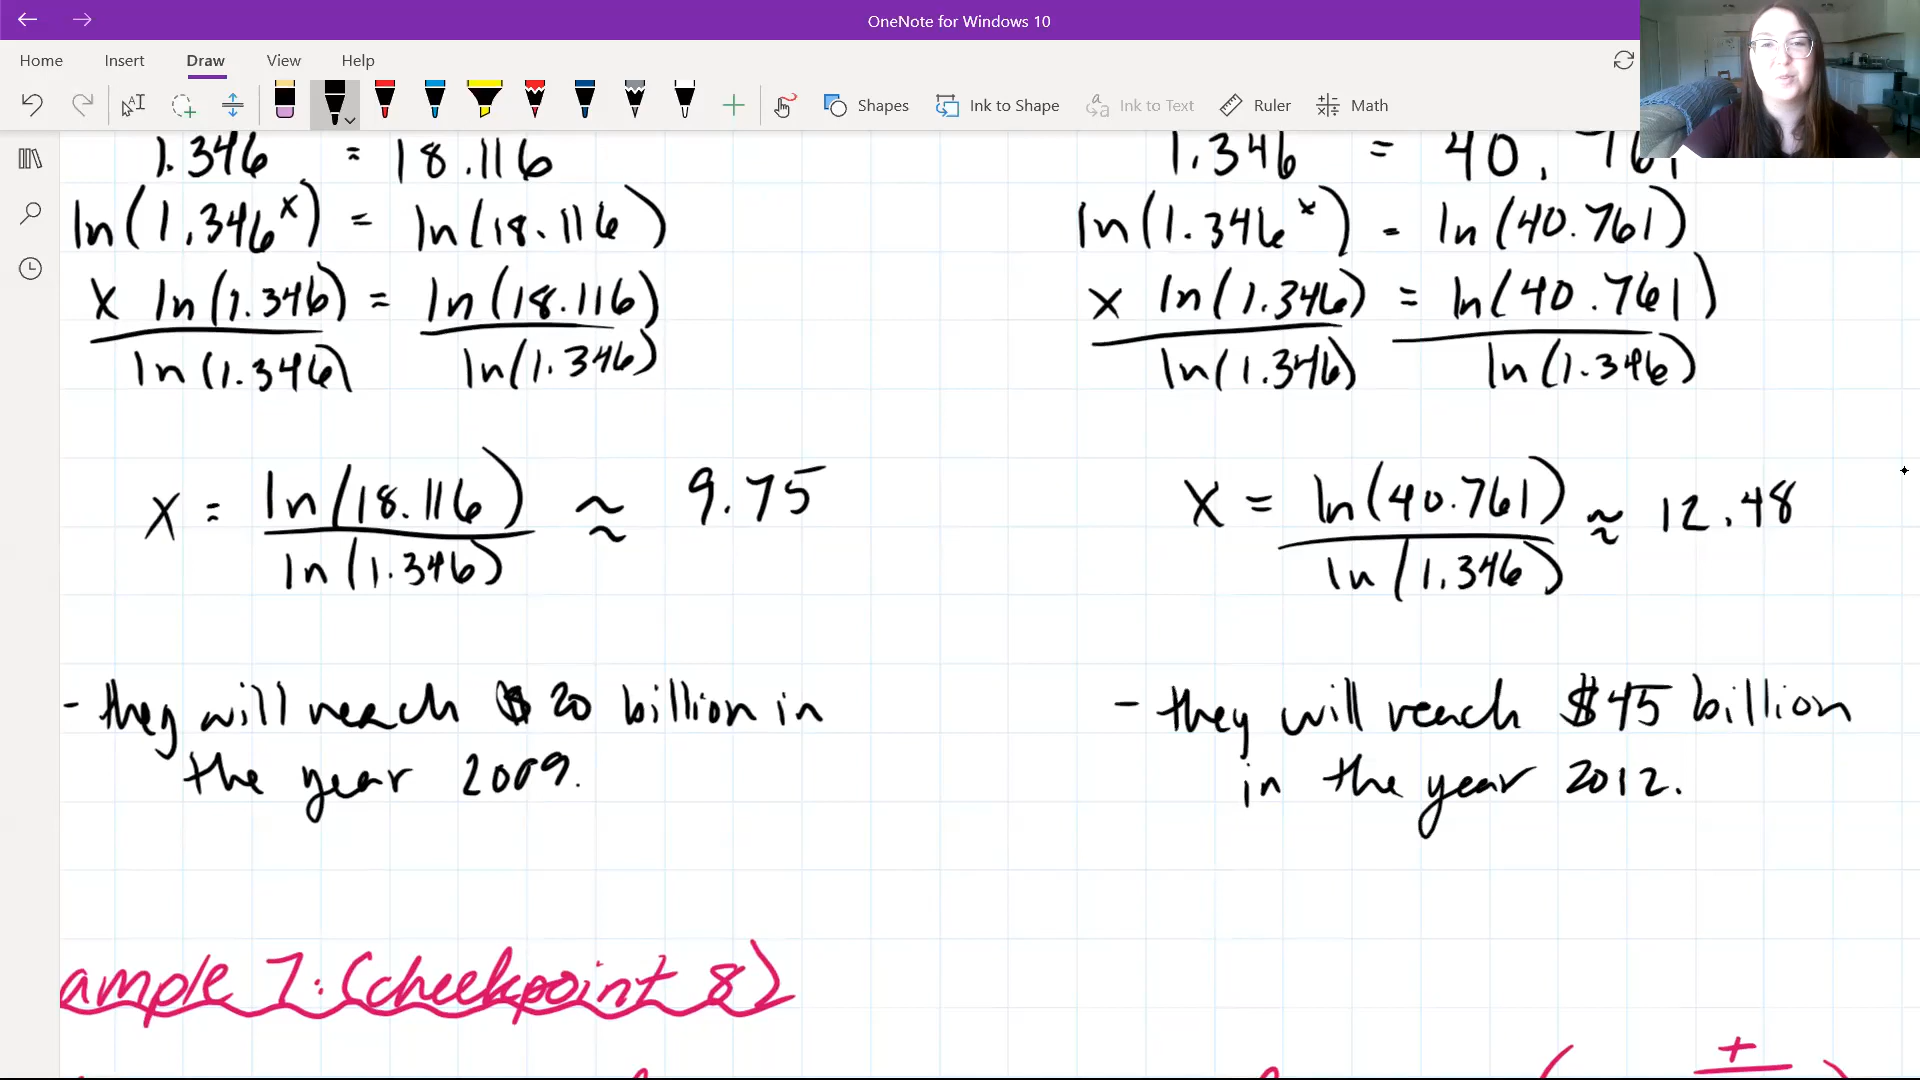 OneNote for Windows 10
Home Insert Draw View Help
Shapes Ink to Shape Ink to Text Ruler Math
1.346 = 18.116
ln(1.346^x) = ln(18.116)
x ln(1.346) = ln(18.116)
ln(1.346) ln(1.346)
x = ln(18.116) ≈ 9.75
ln(1.346)
- they will reach $20 billion in
the year 2009.
1.346 = 40.761
ln(1.346^x) = ln(40.761)
x ln(1.346) = ln(40.761)
ln(1.346) ln(1.346)
x = ln(40.761) ≈ 12.48
ln(1.346)
- they will reach $45 billion
in the year 2012.
ample 7: (checkpoint 8)